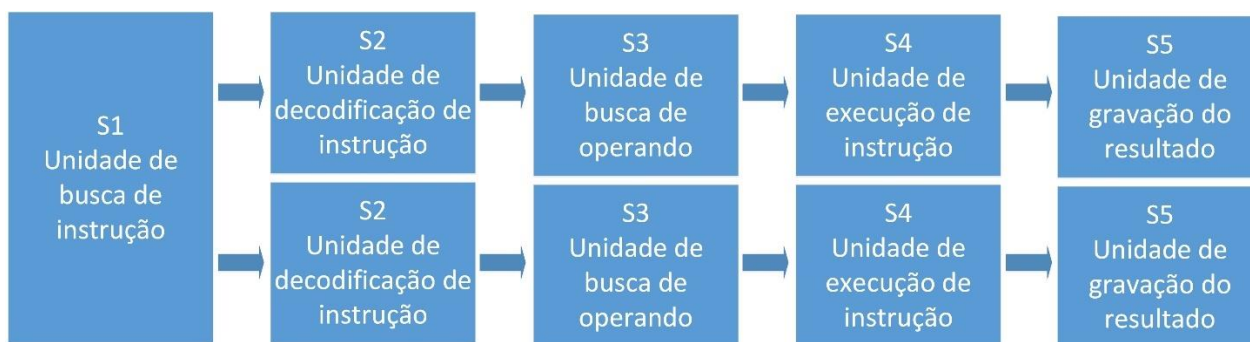 S1
Unidade de
busca de
instrução
S2
Unidade de
decodificação de
instrução
S3
Unidade de
busca de
operando
S4
Unidade de
execução de
instrução
S5
Unidade de
gravação do
resultado
S2
Unidade de
decodificação de
instrução
S3
Unidade de
busca de
operando
S4
Unidade de
execução de
instrução
S5
Unidade de
gravação do
resultado